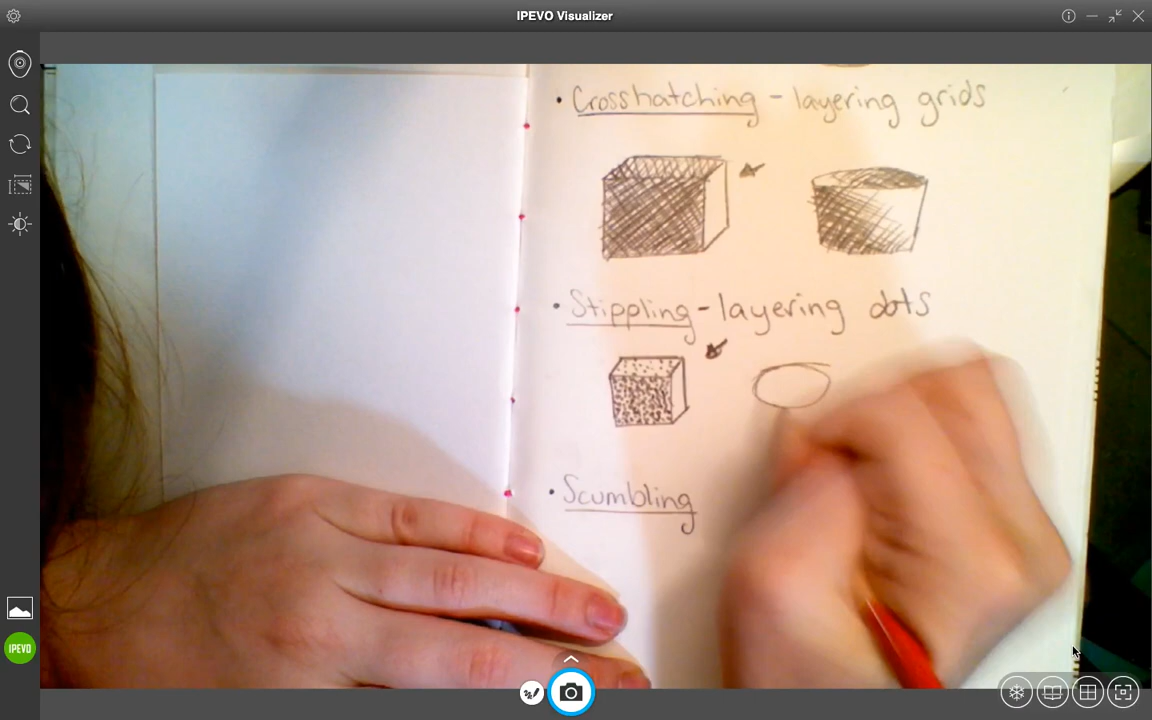 IPEVO Visualizer
• Crosshatching - layering grids
• Stippling - layering dots
• Scumbling
IPEVO